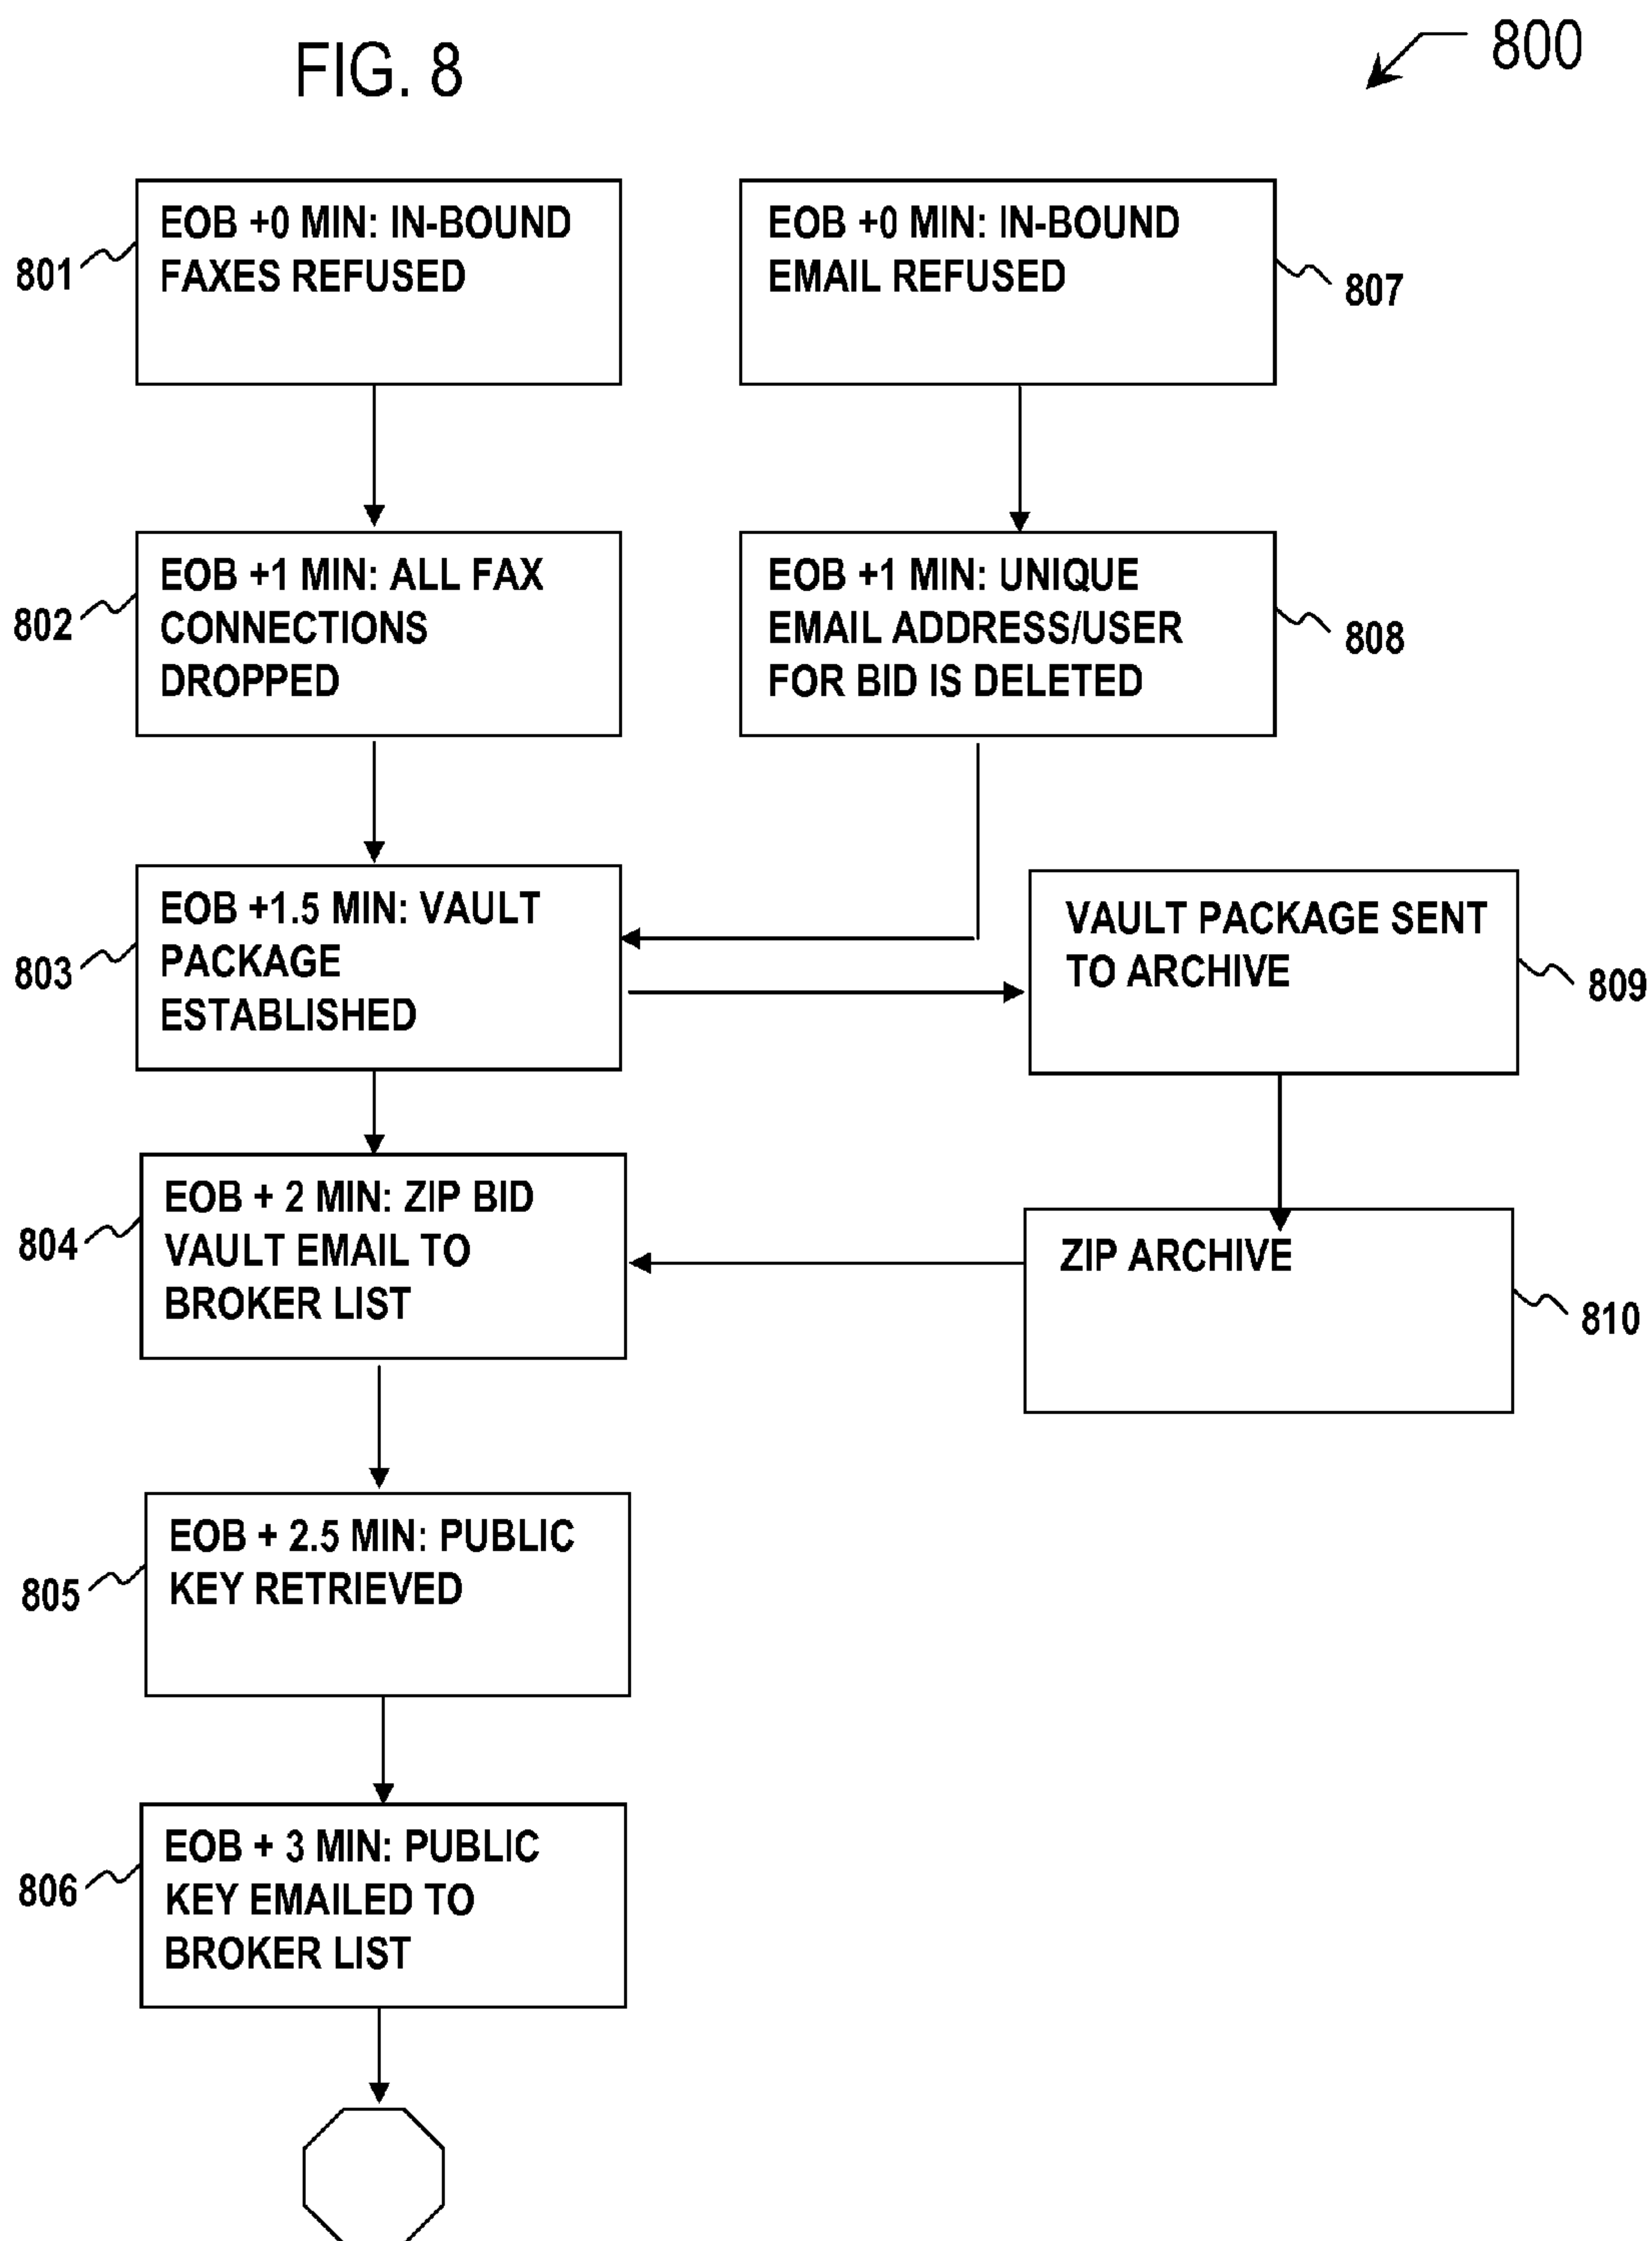 FIG. 8
800
EOB +0 MIN: IN-BOUND
FAXES REFUSED
801
EOB +0 MIN: IN-BOUND
EMAIL REFUSED
807
EOB +1 MIN: ALL FAX
CONNECTIONS
DROPPED
802
EOB +1 MIN: UNIQUE
EMAIL ADDRESS/USER
FOR BID IS DELETED
808
EOB +1.5 MIN: VAULT
PACKAGE
ESTABLISHED
803
VAULT PACKAGE SENT
TO ARCHIVE
809
EOB + 2 MIN: ZIP BID
VAULT EMAIL TO
BROKER LIST
804
ZIP ARCHIVE
810
EOB + 2.5 MIN: PUBLIC
KEY RETRIEVED
805
EOB + 3 MIN: PUBLIC
KEY EMAILED TO
BROKER LIST
806